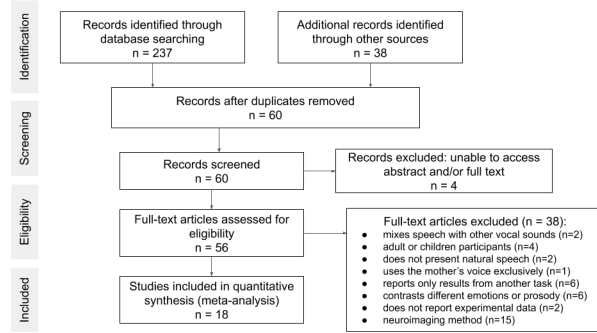 Identification
Records identified through
database searching
n = 237
Additional records identified
through other sources
n = 38
Records after duplicates removed
n = 60
Screening
Records screened
n = 60
Records excluded: unable to access
abstract and/or full text
n = 4
Eligibility
Full-text articles assessed for
eligibility
n = 56
Full-text articles excluded (n = 38):
• mixes speech with other vocal sounds (n=2)
• adult or children participants (n=4)
• does not present natural speech (n=2)
• uses the mother's voice exclusively (n=1)
• reports only results from another task (n=6)
• contrasts different emotions or prosody (n=6)
• does not report experimental data (n=2)
• neuroimaging method (n=15)
Included
Studies included in quantitative
synthesis (meta-analysis)
n = 18